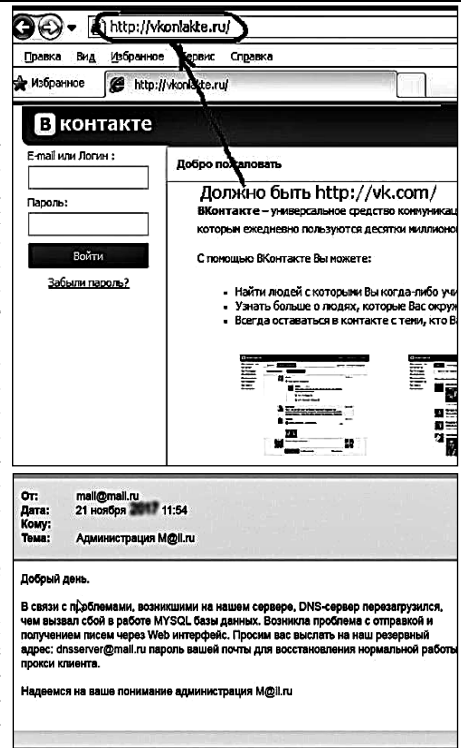 http://vkonlakte.ru/
Правка Вид Избранное Сервис Справка
Избранное http://vkonlakte.ru/
В контакте
E-mail или Логин :
Добро пожаловать
Должно быть http://vk.com/
Пароль:
ВКонтакте – универсальное средство коммуникац
которым ежедневно пользуются десятки миллионо
Войти
С помощью ВКонтакте Вы можете:
Забыли пароль?
Найти людей с которыми Вы когда-либо учи
Узнать больше о людях, которые Вас окруж
Всегда оставаться в контакте с теми, кто В
От: mail@mail.ru
Дата: 21 ноября 2017 11:54
Кому:
Тема: Администрация M@il.ru
Добрый день.
В связи с проблемами, возникшими на нашем сервере, DNS-сервер перезагрузился,
чем вызвал сбой в работе MYSQL базы данных. Возникла проблема с отправкой и
получением писем через Web интерфейс. Просим вас выслать на наш резервный
адрес: dnsserver@mail.ru пароль вашей почты для восстановления нормальной работы
прокси клиента.
Надеемся на ваше понимание администрация M@il.ru